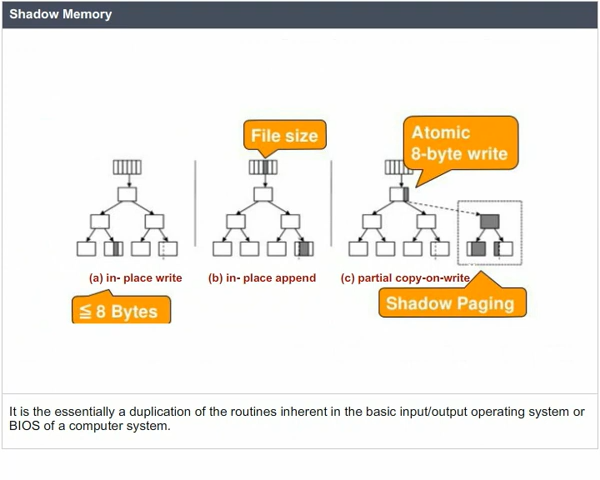 Shadow Memory
File size
Atomic
8-byte write
(a) in- place write
(b) in- place append
(c) partial copy-on-write
≦ 8 Bytes
Shadow Paging
It is the essentially a duplication of the routines inherent in the basic input/output operating system or
BIOS of a computer system.